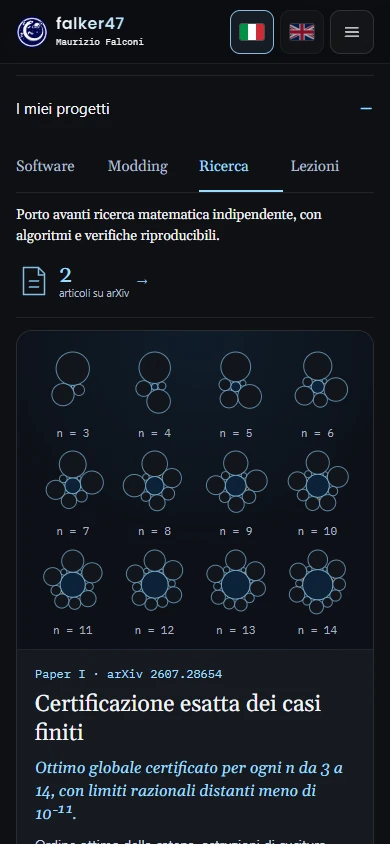 falker47
Maurizio Falconi
I miei progetti
Software Modding Ricerca Lezioni
Porto avanti ricerca matematica indipendente, con
algoritmi e verifiche riproducibili.
2
articoli su arXiv →
n = 3 n = 4 n = 5 n = 6
n = 7 n = 8 n = 9 n = 10
n = 11 n = 12 n = 13 n = 14
Paper I · arXiv 2607.28654
Certificazione esatta dei casi
finiti
Ottimo globale certificato per ogni n da 3 a
14, con limiti razionali distanti meno di
10⁻¹¹.